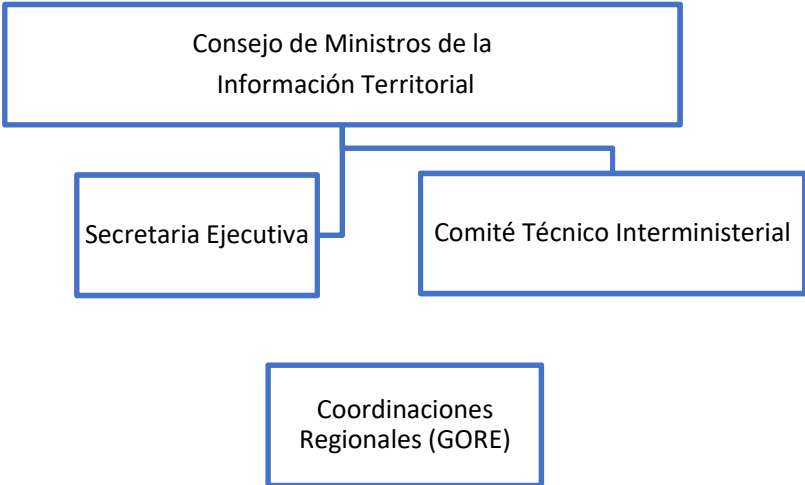 Consejo de Ministros de la
Información Territorial
Secretaria Ejecutiva
Comité Técnico Interministerial
Coordinaciones
Regionales (GORE)